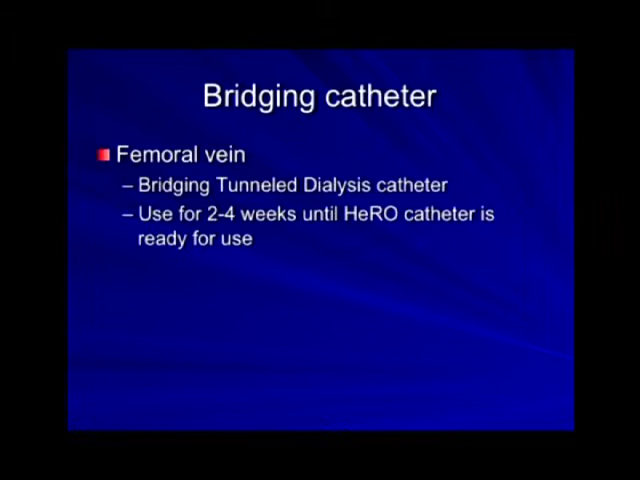 Bridging catheter
Femoral vein
– Bridging Tunneled Dialysis catheter
– Use for 2-4 weeks until HeRO catheter is
ready for use